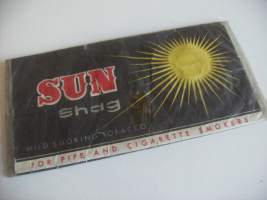 SUN
Shag
MILD SMOKING TOBACCO
FOR PIPE AND CIGARETTE SMOKERS